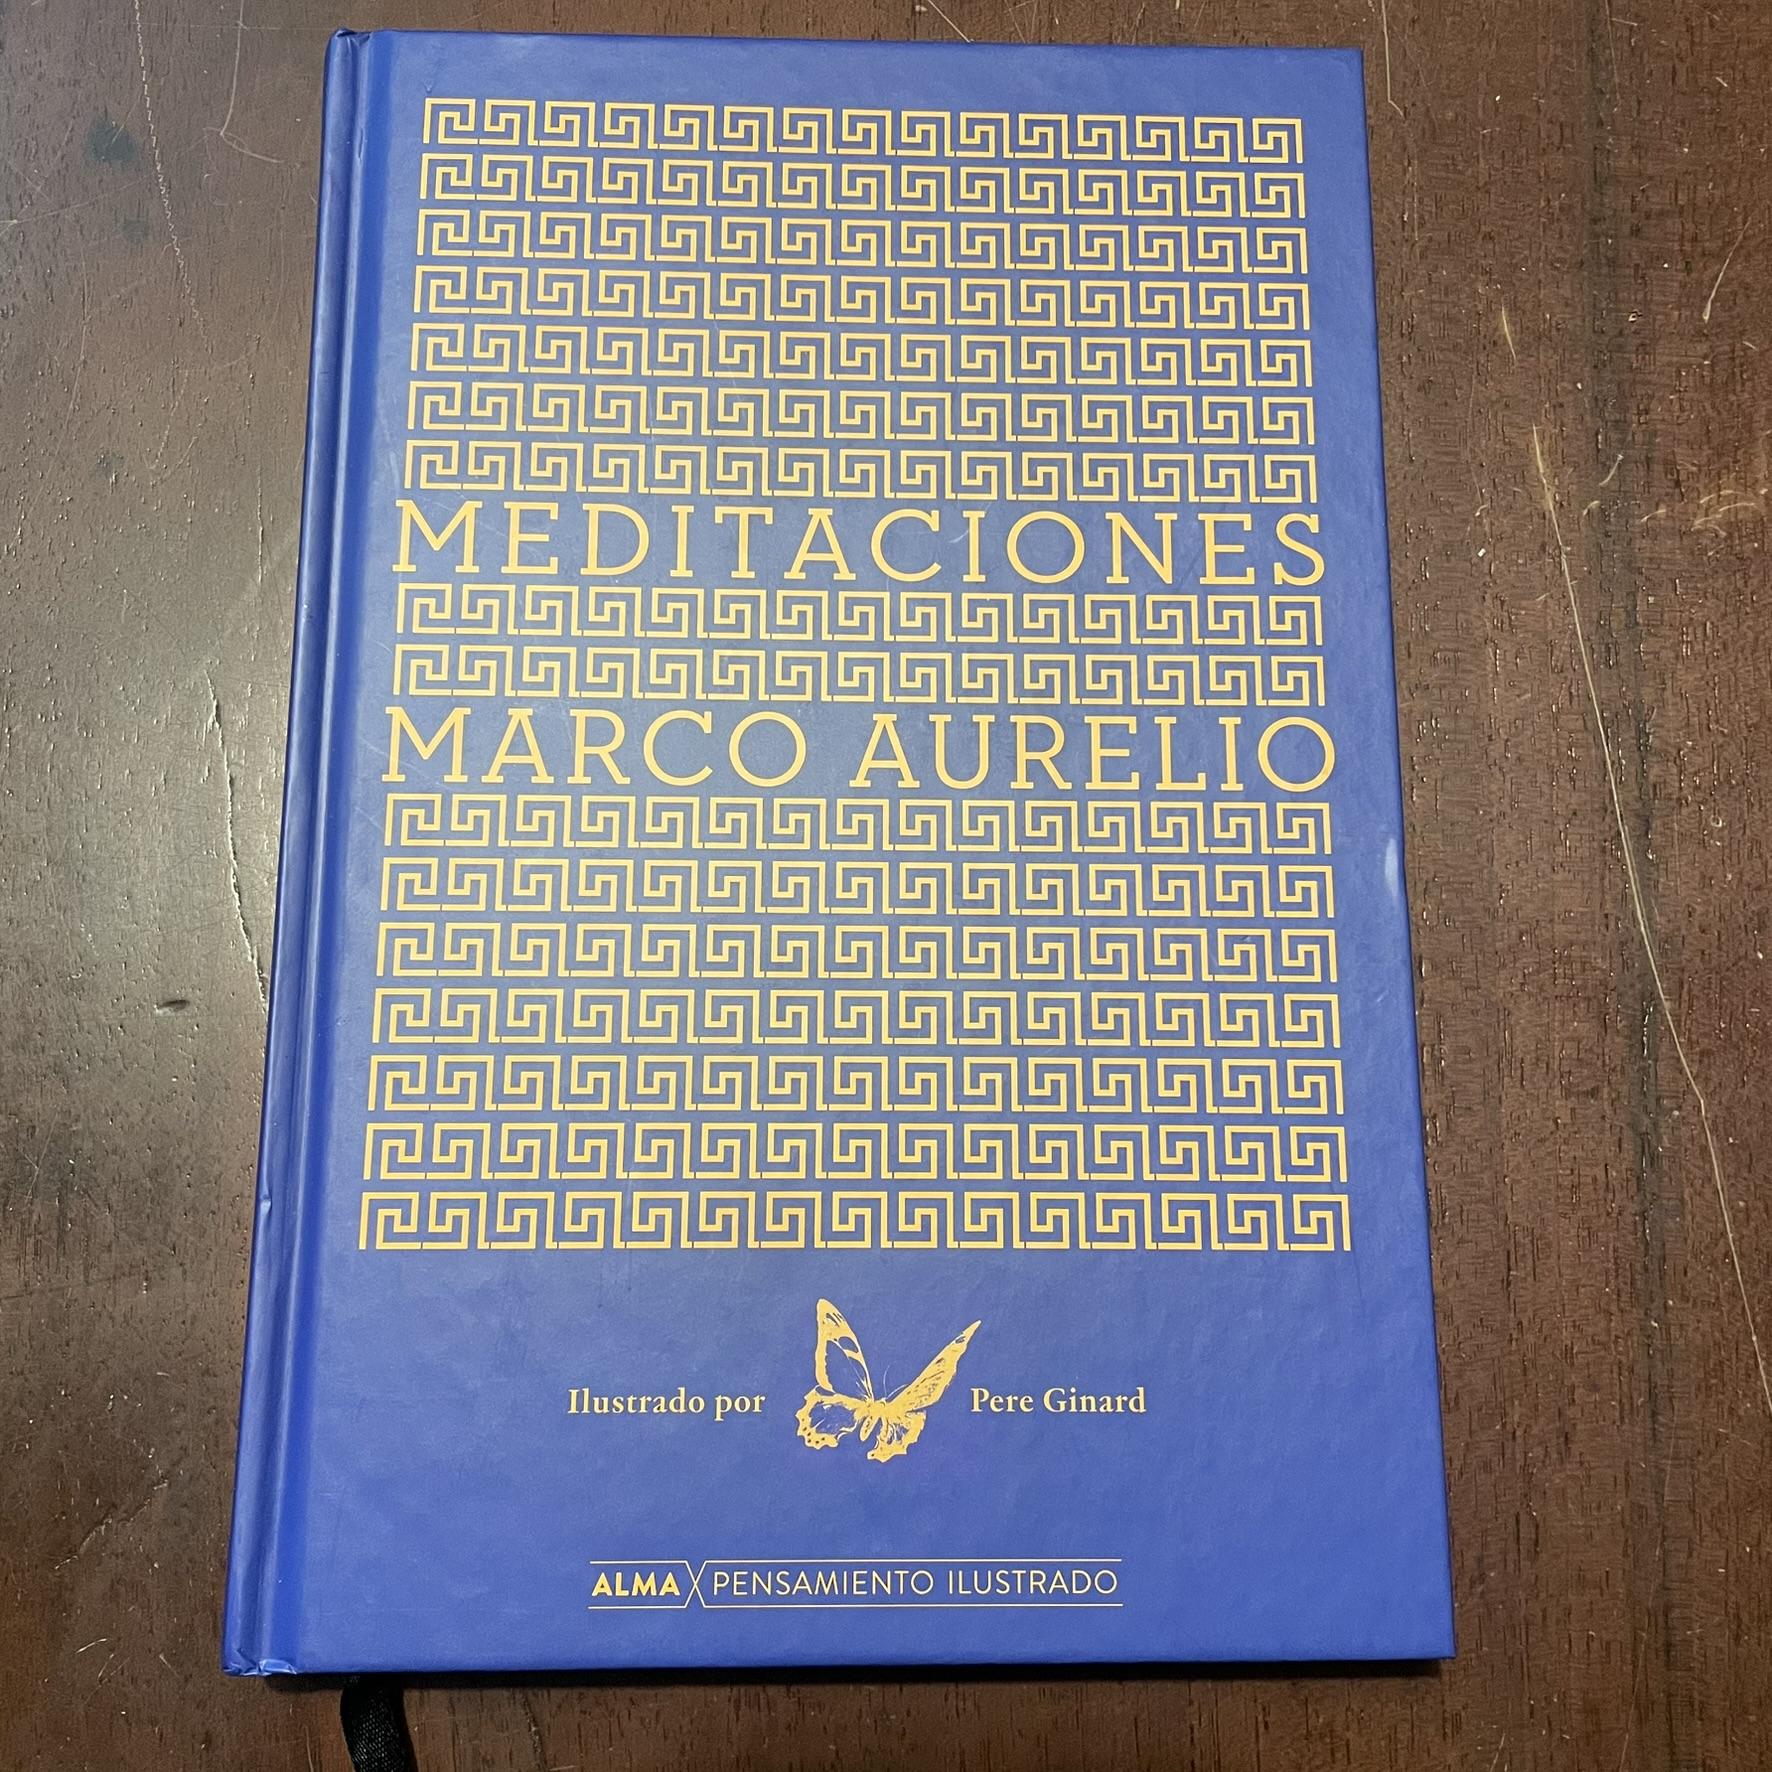 MEDITACIONES
MARCO AURELIO
Ilustrado por Pere Ginard
ALMA PENSAMIENTO ILUSTRADO